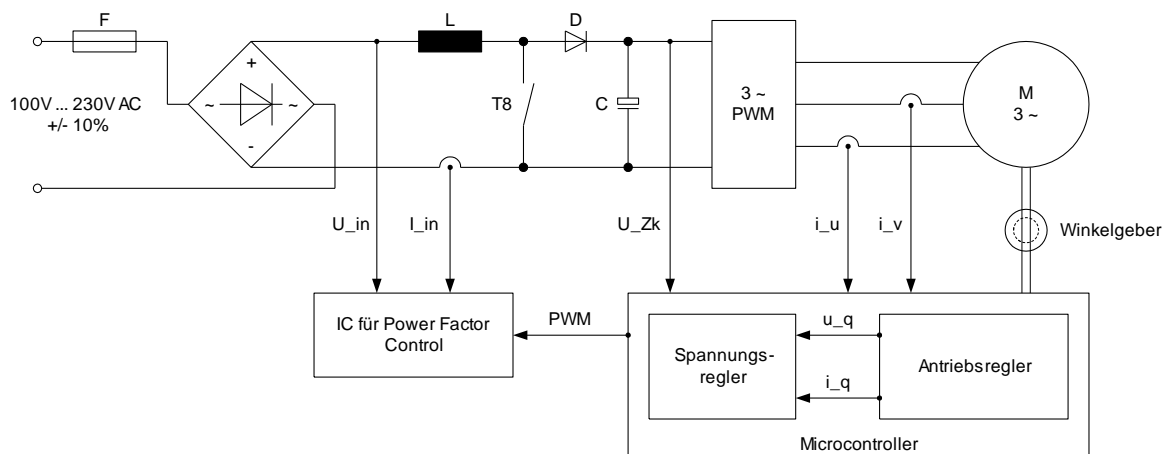 F
L
D
100V ... 230V AC
+/- 10%
+
~
~
-
T8
C
3 ~
PWM
M
3 ~
U_in
I_in
U_Zk
i_u
i_v
Winkelgeber
IC für Power Factor
Control
PWM
Spannungs-
regler
u_q
i_q
Antriebsregler
Microcontroller